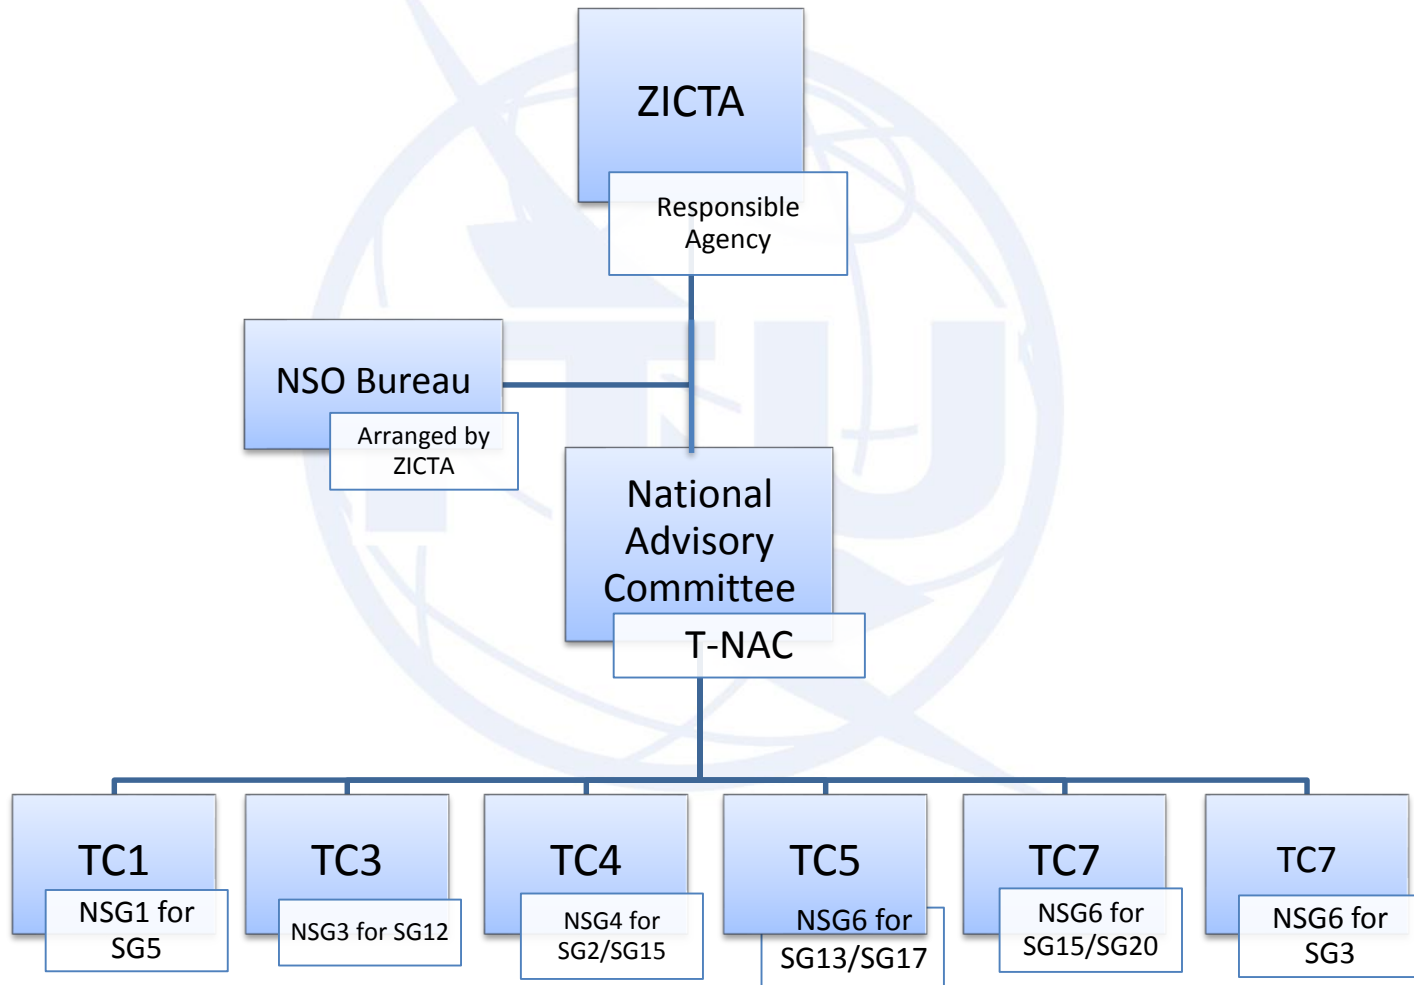 ZICTA
Responsible
Agency
NSO Bureau
Arranged by
ZICTA
National
Advisory
Committee
T-NAC
TC1
NSG1 for
SG5
TC3
NSG3 for SG12
TC4
NSG4 for
SG2/SG15
TC5
NSG6 for
SG13/SG17
TC7
NSG6 for
SG15/SG20
TC7
NSG6 for
SG3
ITU